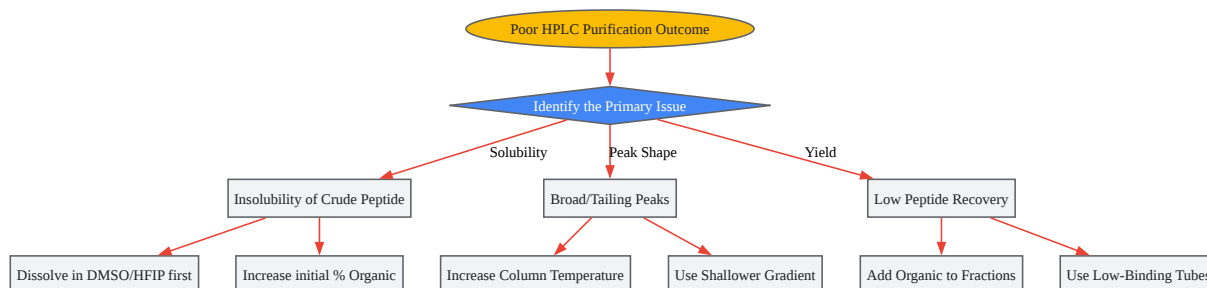 Poor HPLC Purification Outcome
Identify the Primary Issue
Solubility
Peak Shape
Yield
Insolubility of Crude Peptide
Broad/Tailing Peaks
Low Peptide Recovery
Dissolve in DMSO/HFIP first
Increase initial % Organic
Increase Column Temperature
Use Shallower Gradient
Add Organic to Fractions
Use Low-Binding Tubes